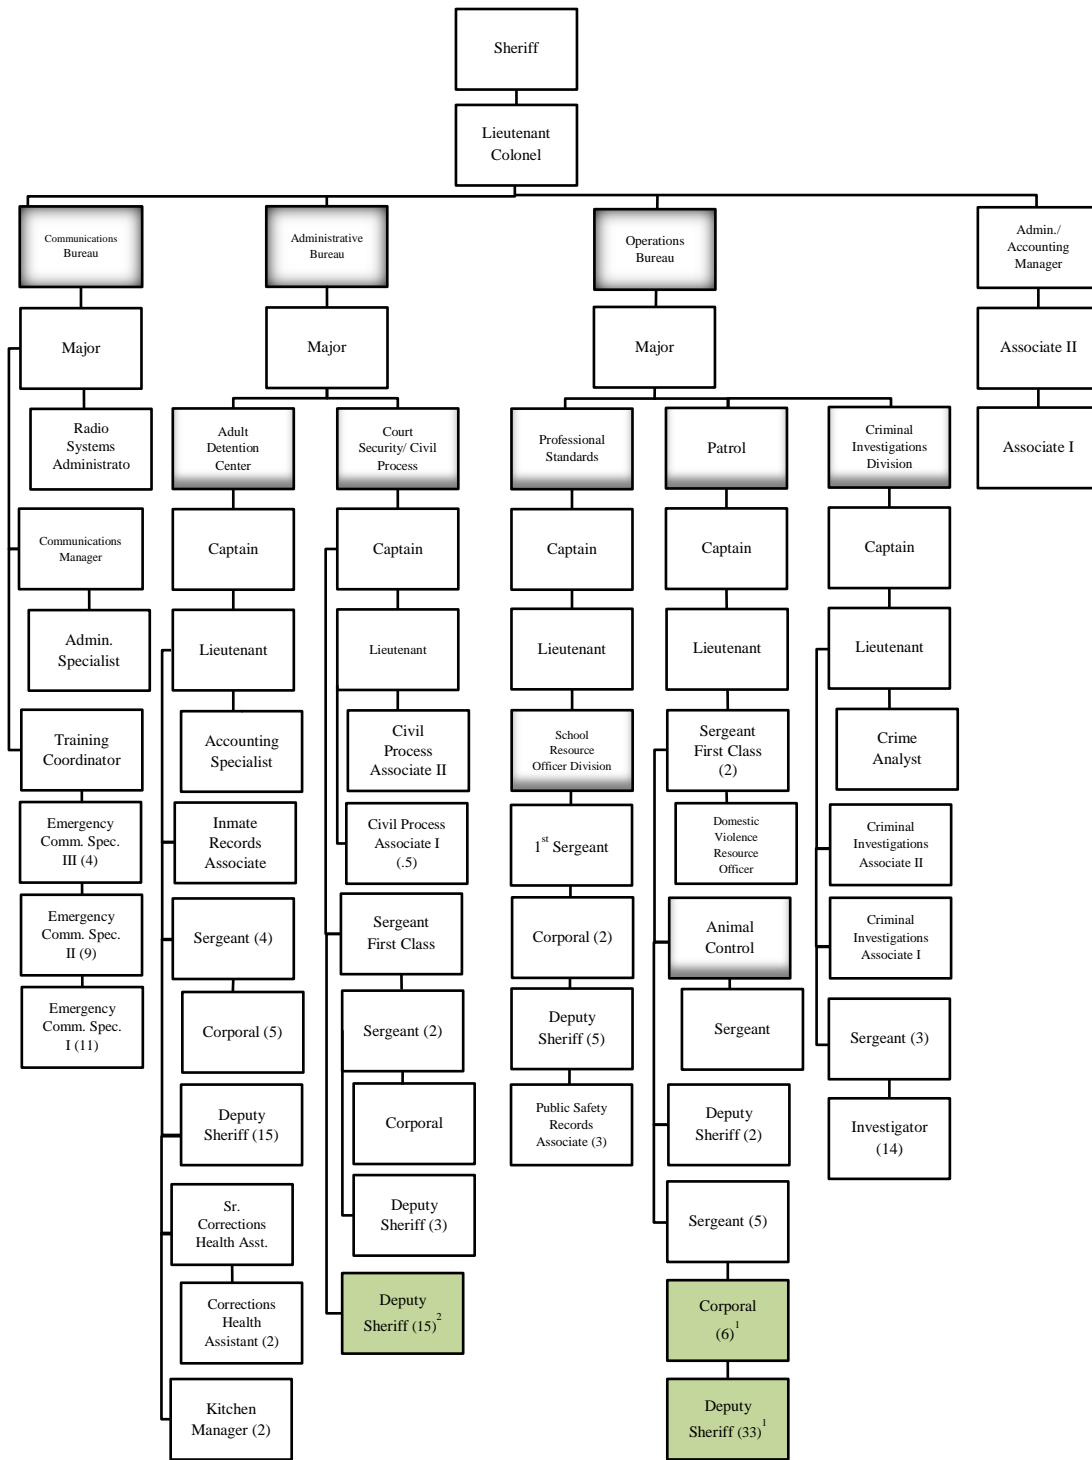 Sheriff
Lieutenant
Colonel
Communications
Bureau
Administrative
Bureau
Operations
Bureau
Admin./
Accounting
Manager
Major
Major
Major
Associate II
Radio
Systems
Administrato
Adult
Detention
Center
Court
Security/ Civil
Process
Professional
Standards
Patrol
Criminal
Investigations
Division
Associate I
Communications
Manager
Captain
Captain
Captain
Captain
Captain
Admin.
Specialist
Lieutenant
Lieutenant
Lieutenant
Lieutenant
Lieutenant
Training
Coordinator
Accounting
Specialist
Civil
Process
Associate II
School
Resource
Officer Division
Sergeant
First Class
(2)
Crime
Analyst
Emergency
Comm. Spec.
III (4)
Inmate
Records
Associate
Civil Process
Associate I
(.5)
1st Sergeant
Domestic
Violence
Resource
Officer
Criminal
Investigations
Associate II
Emergency
Comm. Spec.
II (9)
Sergeant (4)
Sergeant
First Class
Corporal (2)
Animal
Control
Criminal
Investigations
Associate I
Emergency
Comm. Spec.
I (11)
Corporal (5)
Sergeant (2)
Deputy
Sheriff (5)
Sergeant
Sergeant (3)
Deputy
Sheriff (15)
Corporal
Public Safety
Records
Associate (3)
Deputy
Sheriff (2)
Investigator
(14)
Sr.
Corrections
Health Asst.
Deputy
Sheriff (3)
Sergeant (5)
Corrections
Health
Assistant (2)
Deputy
Sheriff (15)2
Corporal
(6)1
Kitchen
Manager (2)
Deputy
Sheriff (33)1